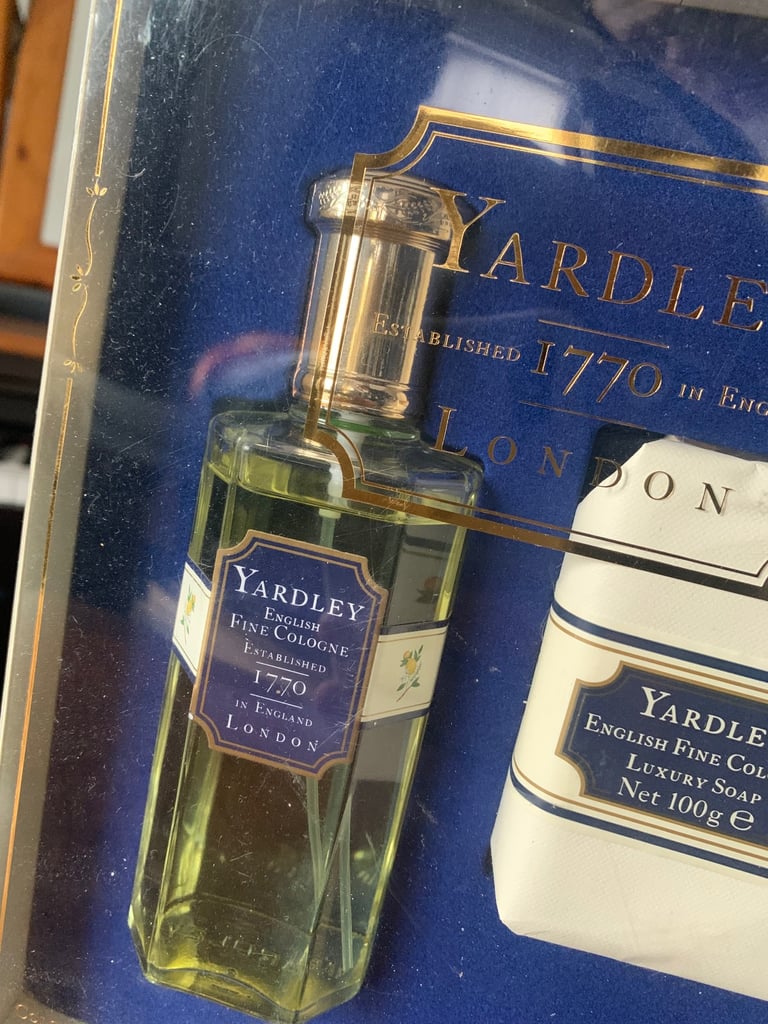 YARDLE
ESTABLISHED 1770 IN ENG
LONDON
YARDLEY
ENGLISH
FINE COLOGNE
ESTABLISHED
1770
IN ENGLAND
LONDON
YARDLE
ENGLISH FINE COL
LUXURY SOAP
Net 100g ℮